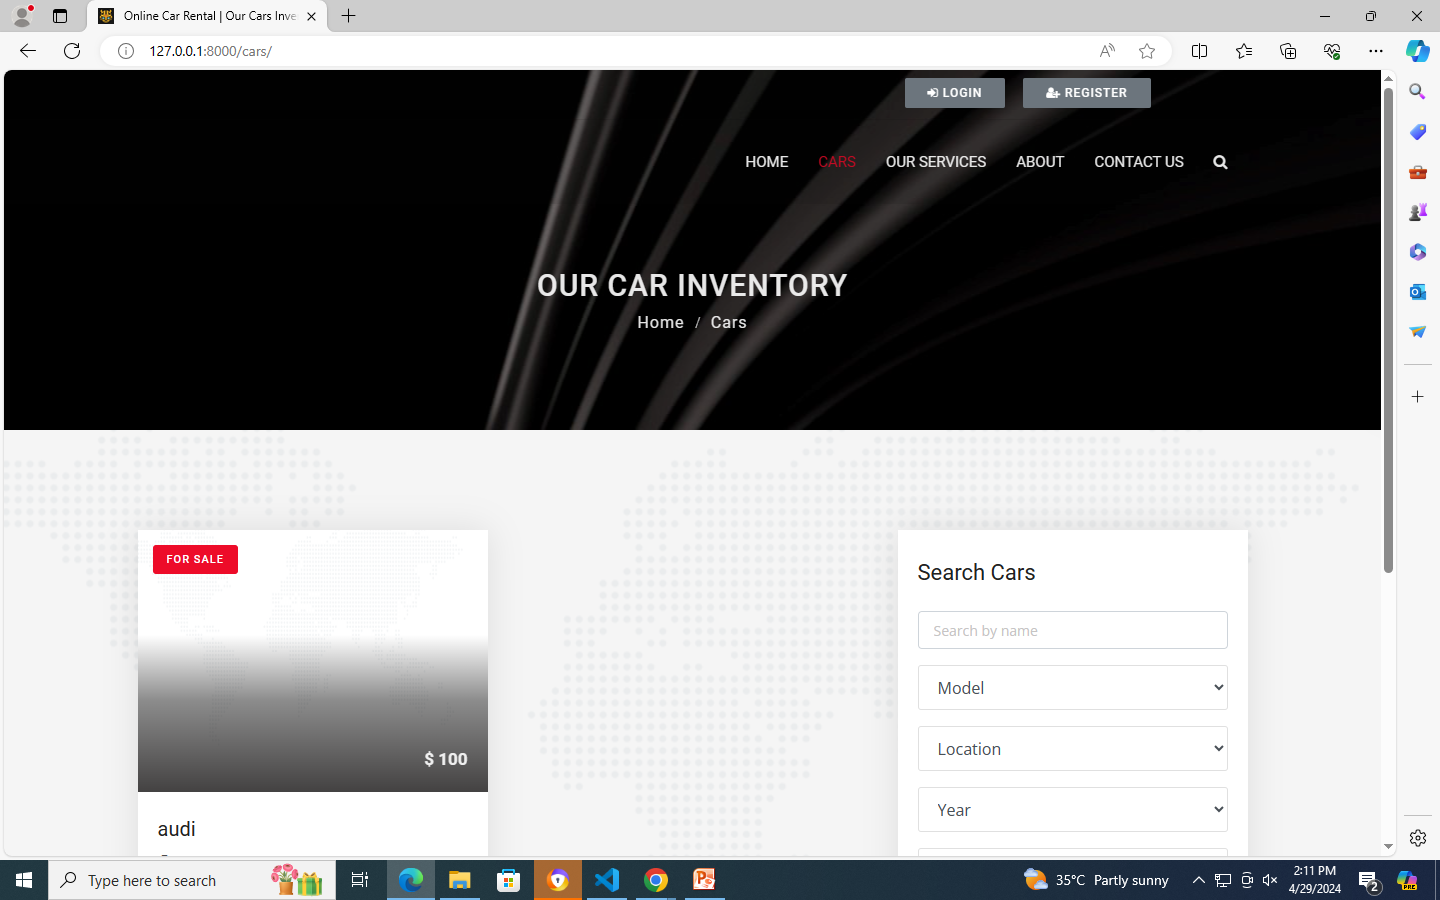 Online Car Rental | Our Cars Inve
127.0.0.1:8000/cars/
LOGIN
REGISTER
HOME
CARS
OUR SERVICES
ABOUT
CONTACT US
OUR CAR INVENTORY
Home / Cars
FOR SALE
$ 100
audi
Search Cars
Search by name
Model
Location
Year
Type here to search
35°C Partly sunny
2:11 PM
4/29/2024
2
PRE